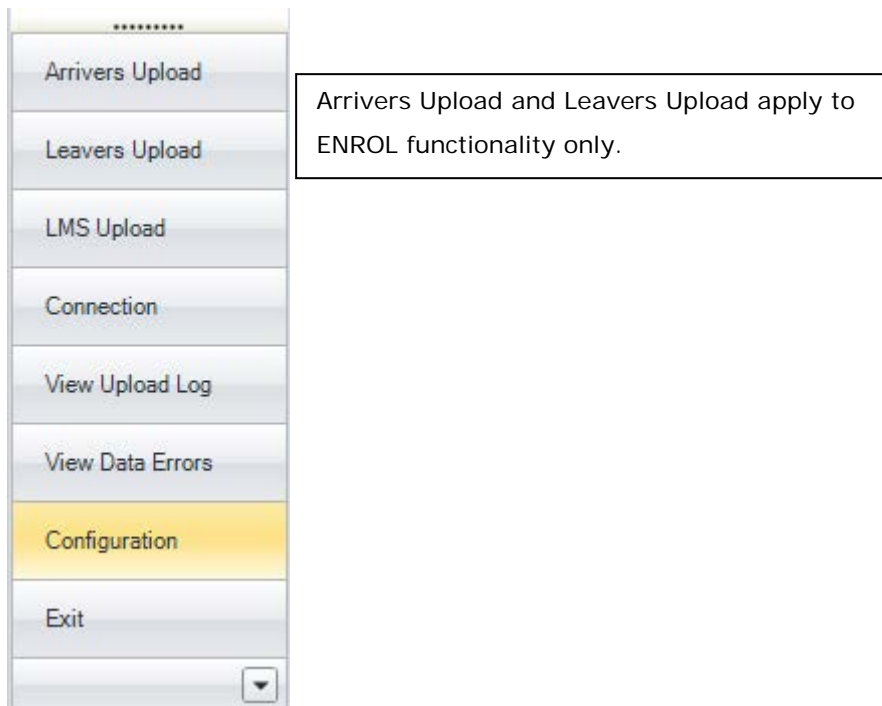 Arrivers Upload
Leavers Upload
LMS Upload
Connection
View Upload Log
View Data Errors
Configuration
Exit
Arrivers Upload and Leavers Upload apply to
ENROL functionality only.